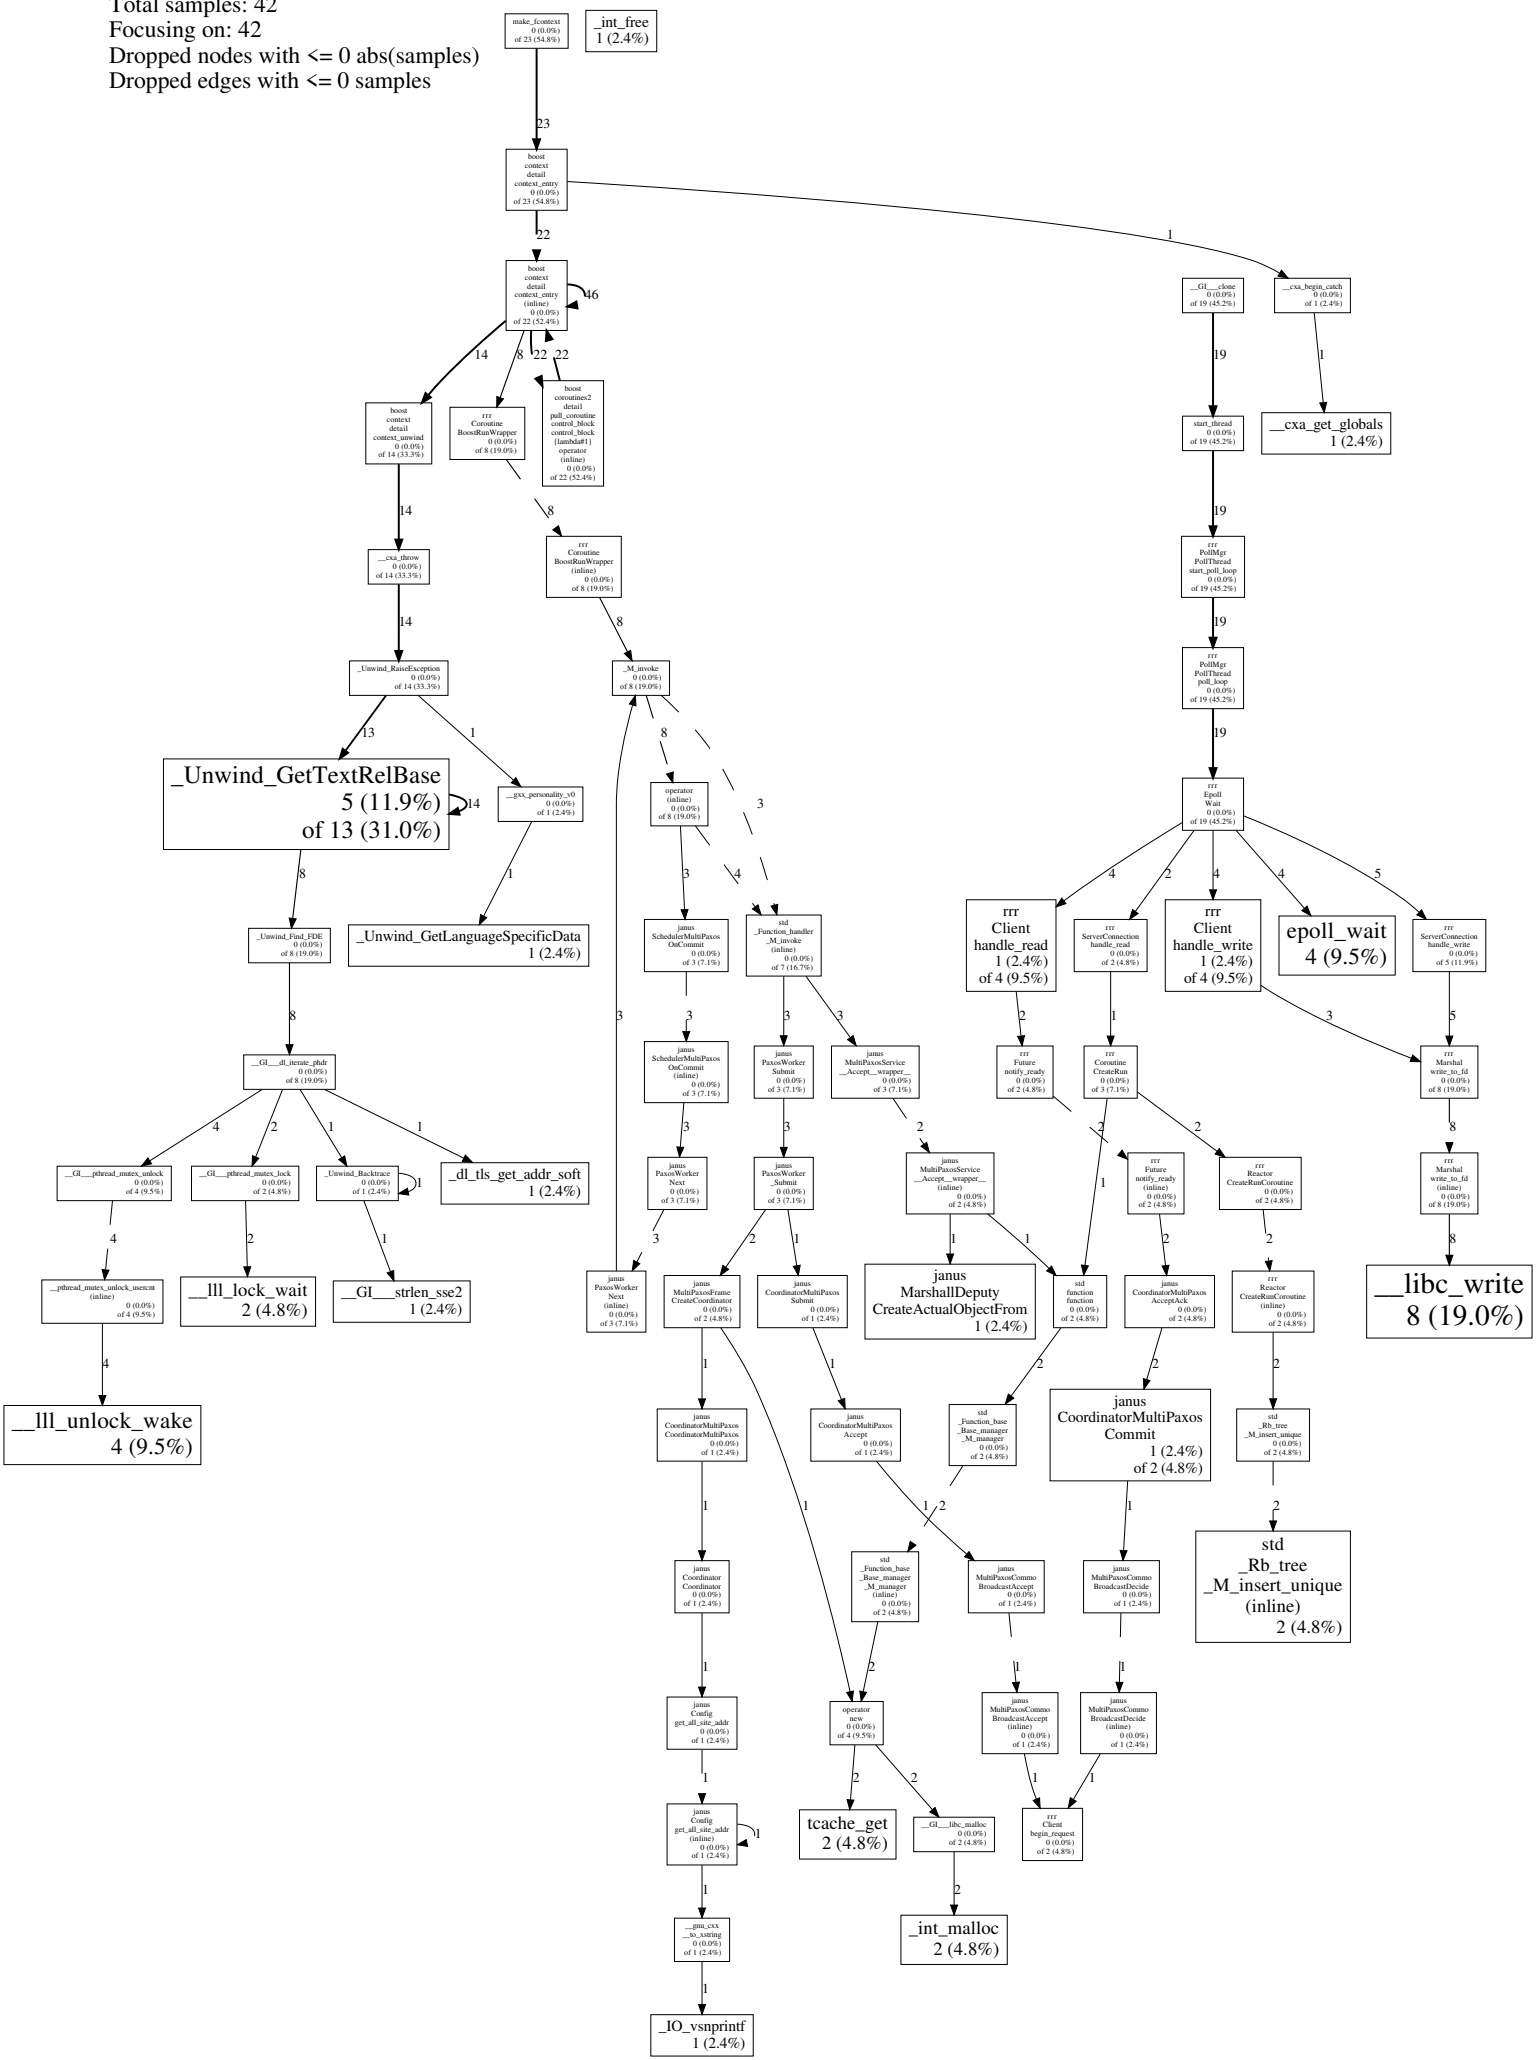 Total samples: 42
Focusing on: 42
Dropped nodes with <= 0 abs(samples)
Dropped edges with <= 0 samples
make_fcontext
0 (0.0%)
of 23 (54.8%)
_int_free
1 (2.4%)
23
boost
context
detail
context_entry
0 (0.0%)
of 23 (54.8%)
22
1
boost
context
detail
context_entry
(inline)
0 (0.0%)
of 22 (52.4%)
46
__GI___clone
0 (0.0%)
of 19 (45.2%)
__cxa_begin_catch
0 (0.0%)
of 1 (2.4%)
14
8
22
22
19
1
boost
context
detail
context_unwind
0 (0.0%)
of 14 (33.3%)
rrr
Coroutine
BoostRunWrapper
0 (0.0%)
of 8 (19.0%)
boost
coroutines2
detail
pull_coroutine
control_block
control_block
{lambda#1}
operator
(inline)
0 (0.0%)
of 22 (52.4%)
start_thread
0 (0.0%)
of 19 (45.2%)
__cxa_get_globals
1 (2.4%)
14
8
19
__cxa_throw
0 (0.0%)
of 14 (33.3%)
rrr
Coroutine
BoostRunWrapper
(inline)
0 (0.0%)
of 8 (19.0%)
rrr
PollMgr
PollThread
start_poll_loop
0 (0.0%)
of 19 (45.2%)
14
8
19
_Unwind_RaiseException
0 (0.0%)
of 14 (33.3%)
_M_invoke
0 (0.0%)
of 8 (19.0%)
rrr
PollMgr
PollThread
poll_loop
0 (0.0%)
of 19 (45.2%)
13
1
8
3
19
_Unwind_GetTextRelBase
5 (11.9%)
of 13 (31.0%)
14
__gxx_personality_v0
0 (0.0%)
of 1 (2.4%)
operator
(inline)
0 (0.0%)
of 8 (19.0%)
rrr
Epoll
Wait
0 (0.0%)
of 19 (45.2%)
8
1
3
4
4
2
4
4
5
_Unwind_Find_FDE
0 (0.0%)
of 8 (19.0%)
_Unwind_GetLanguageSpecificData
1 (2.4%)
janus
SchedulerMultiPaxos
OnCommit
0 (0.0%)
of 3 (7.1%)
std
_Function_handler
_M_invoke
(inline)
0 (0.0%)
of 7 (16.7%)
rrr
Client
handle_read
1 (2.4%)
of 4 (9.5%)
rrr
ServerConnection
handle_read
0 (0.0%)
of 2 (4.8%)
rrr
Client
handle_write
1 (2.4%)
of 4 (9.5%)
epoll_wait
4 (9.5%)
rrr
ServerConnection
handle_write
0 (0.0%)
of 5 (11.9%)
8
3
3
3
3
2
1
3
5
__GI___dl_iterate_phdr
0 (0.0%)
of 8 (19.0%)
janus
SchedulerMultiPaxos
OnCommit
(inline)
0 (0.0%)
of 3 (7.1%)
janus
PaxosWorker
Submit
0 (0.0%)
of 3 (7.1%)
janus
MultiPaxosService
__Accept__wrapper__
0 (0.0%)
of 3 (7.1%)
rrr
Future
notify_ready
0 (0.0%)
of 2 (4.8%)
rrr
Coroutine
CreateRun
0 (0.0%)
of 3 (7.1%)
rrr
Marshal
write_to_fd
0 (0.0%)
of 8 (19.0%)
4
2
1
1
3
3
2
2
1
2
8
__GI___pthread_mutex_unlock
0 (0.0%)
of 4 (9.5%)
__GI___pthread_mutex_lock
0 (0.0%)
of 2 (4.8%)
_Unwind_Backtrace
0 (0.0%)
of 1 (2.4%)
1
_dl_tls_get_addr_soft
1 (2.4%)
janus
PaxosWorker
Next
0 (0.0%)
of 3 (7.1%)
janus
PaxosWorker
_Submit
0 (0.0%)
of 3 (7.1%)
janus
MultiPaxosService
__Accept__wrapper__
(inline)
0 (0.0%)
of 2 (4.8%)
rrr
Future
notify_ready
(inline)
0 (0.0%)
of 2 (4.8%)
rrr
Reactor
CreateRunCoroutine
0 (0.0%)
of 2 (4.8%)
rrr
Marshal
write_to_fd
(inline)
0 (0.0%)
of 8 (19.0%)
4
2
1
3
2
1
1
1
2
2
8
__pthread_mutex_unlock_usercnt
(inline)
0 (0.0%)
of 4 (9.5%)
__lll_lock_wait
2 (4.8%)
__GI___strlen_sse2
1 (2.4%)
janus
PaxosWorker
Next
(inline)
0 (0.0%)
of 3 (7.1%)
janus
MultiPaxosFrame
CreateCoordinator
0 (0.0%)
of 2 (4.8%)
janus
CoordinatorMultiPaxos
Submit
0 (0.0%)
of 1 (2.4%)
janus
MarshallDeputy
CreateActualObjectFrom
1 (2.4%)
std
function
function
0 (0.0%)
of 2 (4.8%)
janus
CoordinatorMultiPaxos
AcceptAck
0 (0.0%)
of 2 (4.8%)
rrr
Reactor
CreateRunCoroutine
(inline)
0 (0.0%)
of 2 (4.8%)
__libc_write
8 (19.0%)
4
1
1
2
2
2
__lll_unlock_wake
4 (9.5%)
janus
CoordinatorMultiPaxos
CoordinatorMultiPaxos
0 (0.0%)
of 1 (2.4%)
janus
CoordinatorMultiPaxos
Accept
0 (0.0%)
of 1 (2.4%)
std
_Function_base
_Base_manager
_M_manager
0 (0.0%)
of 2 (4.8%)
janus
CoordinatorMultiPaxos
Commit
1 (2.4%)
of 2 (4.8%)
std
_Rb_tree
_M_insert_unique
0 (0.0%)
of 2 (4.8%)
1
1
1
2
1
2
janus
Coordinator
Coordinator
0 (0.0%)
of 1 (2.4%)
std
_Function_base
_Base_manager
_M_manager
(inline)
0 (0.0%)
of 2 (4.8%)
janus
MultiPaxosCommo
BroadcastAccept
0 (0.0%)
of 1 (2.4%)
janus
MultiPaxosCommo
BroadcastDecide
0 (0.0%)
of 1 (2.4%)
std
_Rb_tree
_M_insert_unique
(inline)
2 (4.8%)
1
2
1
1
janus
Config
get_all_site_addr
0 (0.0%)
of 1 (2.4%)
operator
new
0 (0.0%)
of 4 (9.5%)
janus
MultiPaxosCommo
BroadcastAccept
(inline)
0 (0.0%)
of 1 (2.4%)
janus
MultiPaxosCommo
BroadcastDecide
(inline)
0 (0.0%)
of 1 (2.4%)
1
2
2
1
1
janus
Config
get_all_site_addr
(inline)
0 (0.0%)
of 1 (2.4%)
1
tcache_get
2 (4.8%)
__GI___libc_malloc
0 (0.0%)
of 2 (4.8%)
rrr
Client
begin_request
0 (0.0%)
of 2 (4.8%)
1
2
__gnu_cxx
__to_xstring
0 (0.0%)
of 1 (2.4%)
_int_malloc
2 (4.8%)
1
_IO_vsnprintf
1 (2.4%)